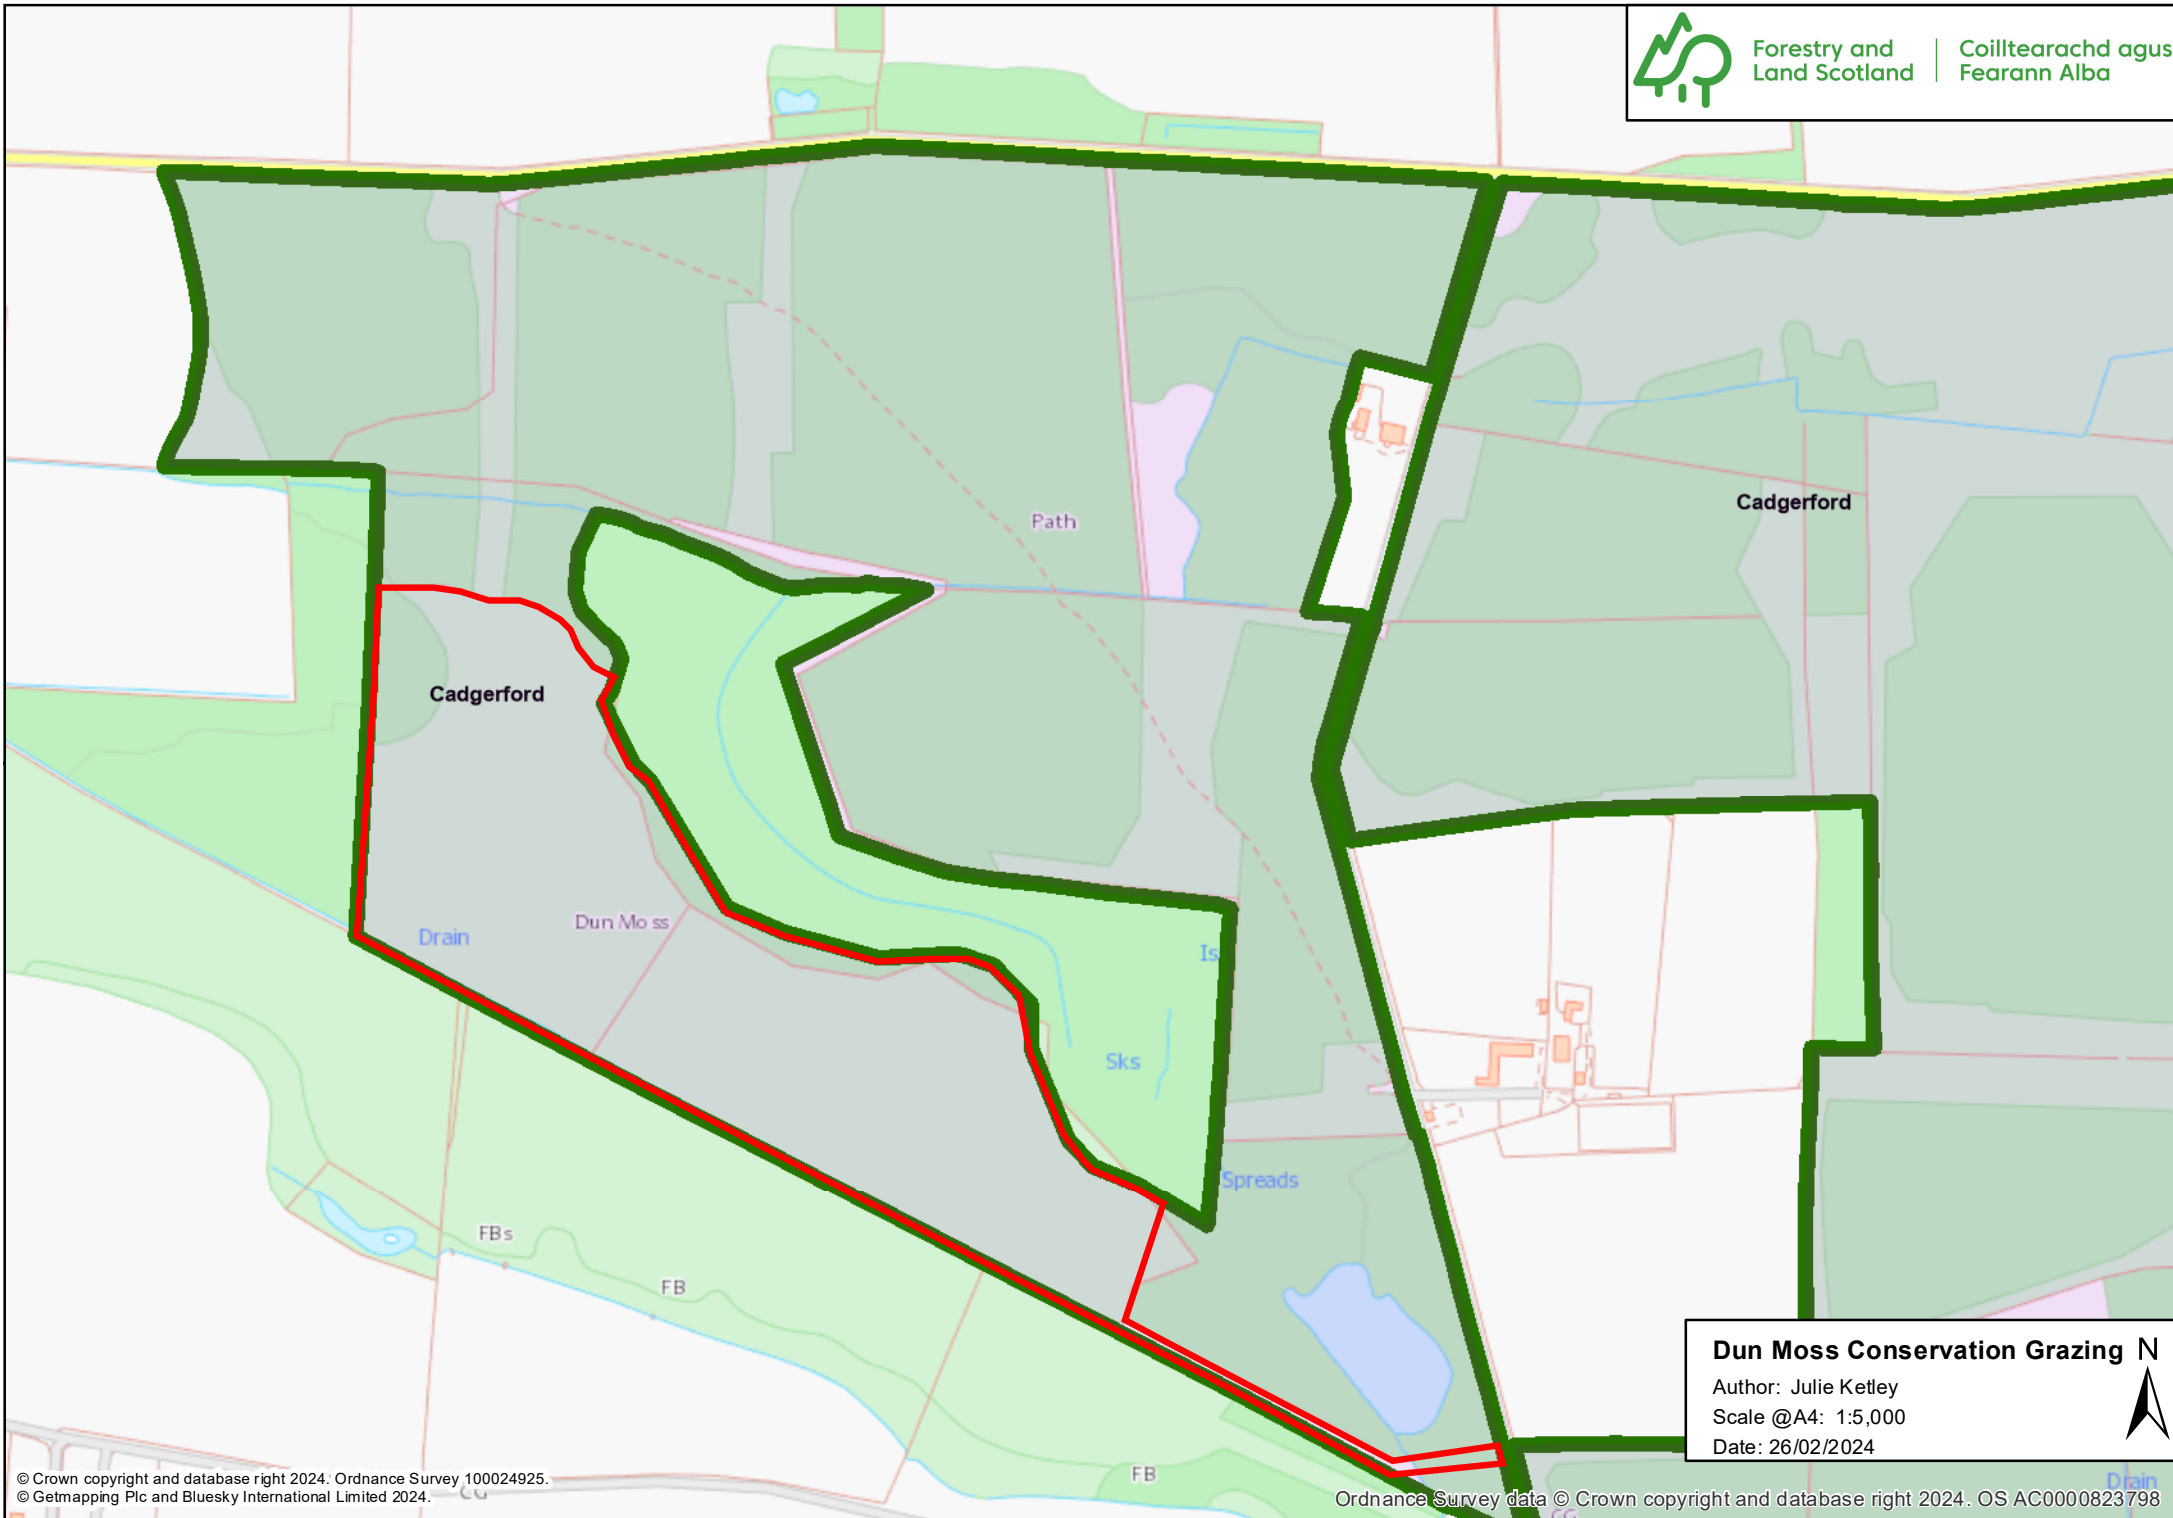 Forestry and
Land Scotland
Coilltearachd agus
Fearann Alba
Path
Cadgerford
Cadgerford
Dun Moss
Drain
Is
Sks
Spreads
FBs
FB
FB
CG
CG
Drain
Dun Moss Conservation Grazing N
Author: Julie Ketley
Scale @A4: 1:5,000
Date: 26/02/2024
© Crown copyright and database right 2024. Ordnance Survey 100024925.
© Getmapping Plc and Bluesky International Limited 2024.
Ordnance Survey data © Crown copyright and database right 2024. OS AC0000823798